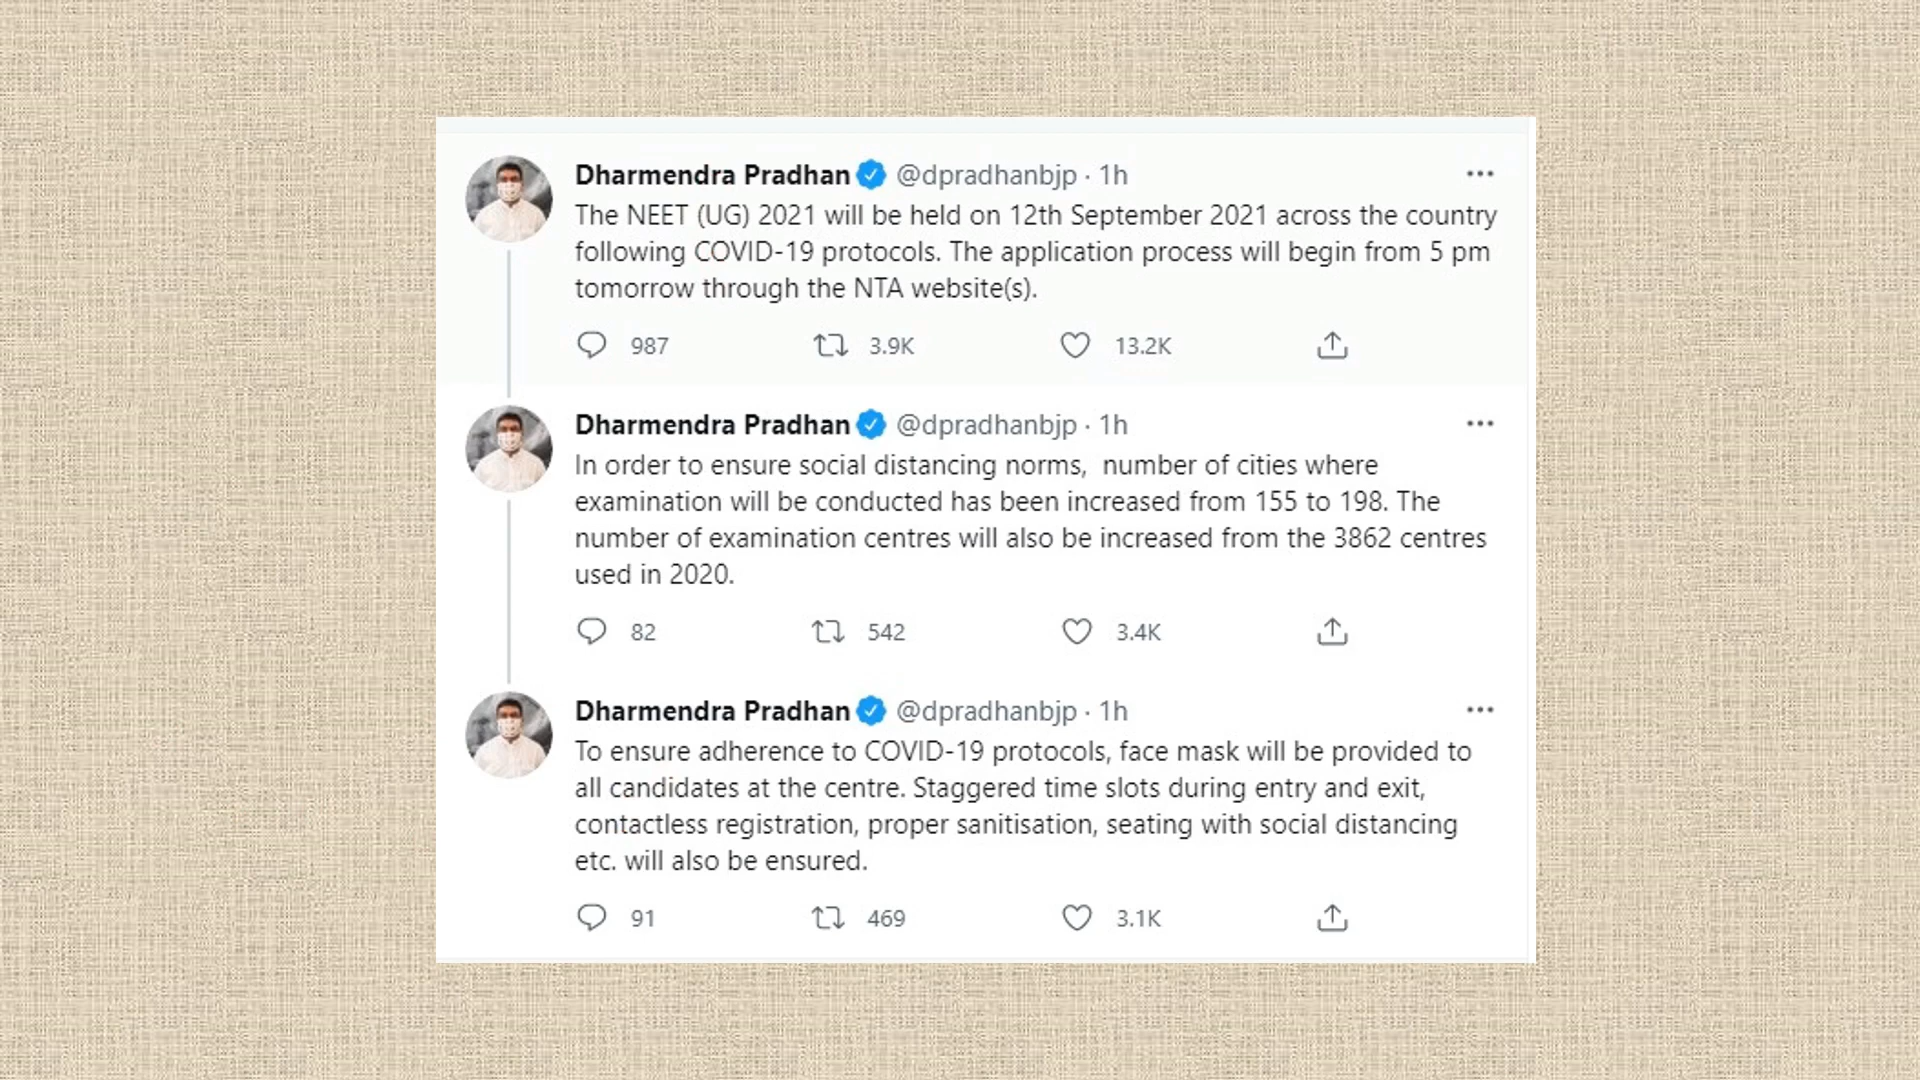 Dharmendra Pradhan @dpradhanbjp · 1h
The NEET (UG) 2021 will be held on 12th September 2021 across the country
following COVID-19 protocols. The application process will begin from 5 pm
tomorrow through the NTA website(s).
987 3.9K 13.2K
Dharmendra Pradhan @dpradhanbjp · 1h
In order to ensure social distancing norms,  number of cities where
examination will be conducted has been increased from 155 to 198. The
number of examination centres will also be increased from the 3862 centres
used in 2020.
82 542 3.4K
Dharmendra Pradhan @dpradhanbjp · 1h
To ensure adherence to COVID-19 protocols, face mask will be provided to
all candidates at the centre. Staggered time slots during entry and exit,
contactless registration, proper sanitisation, seating with social distancing
etc. will also be ensured.
91 469 3.1K